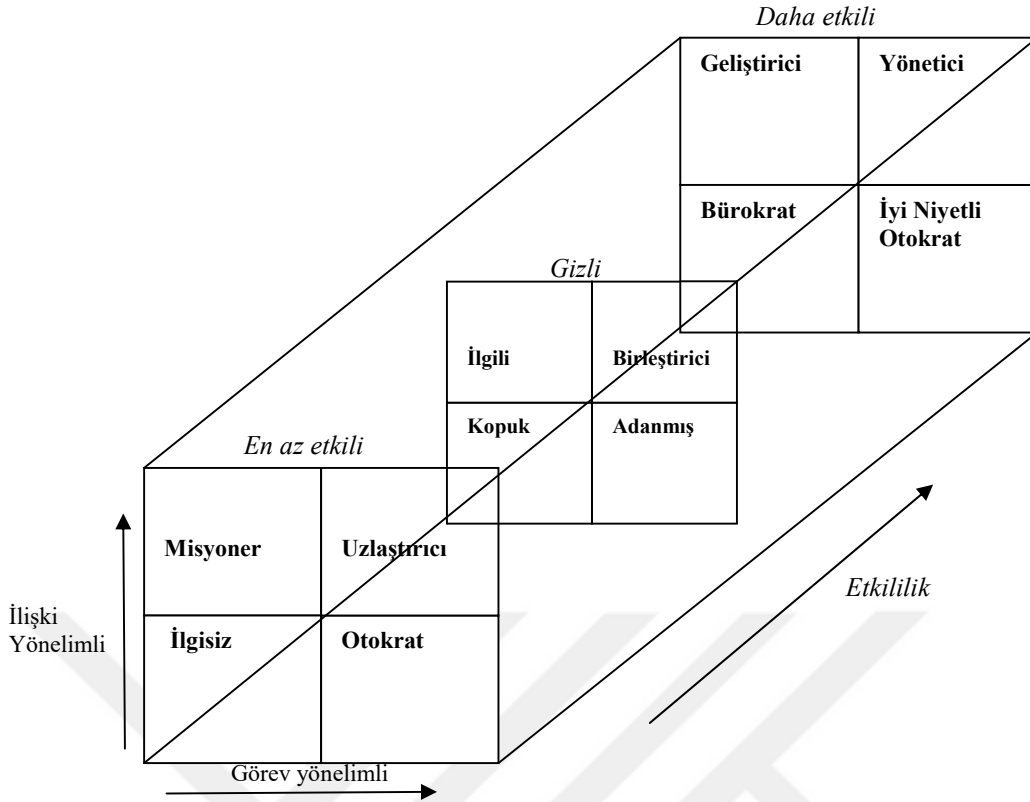 Daha etkili
Geliştirici
Yönetici
Bürokrat
İyi Niyetli
Otokrat
Gizli
İlgili
Birleştirici
Kopuk
Adanmış
En az etkili
Misyoner
Uzlaştırıcı
İlgisiz
Otokrat
Etkililik
İlişki
Yönelimli
Görev yönelimli